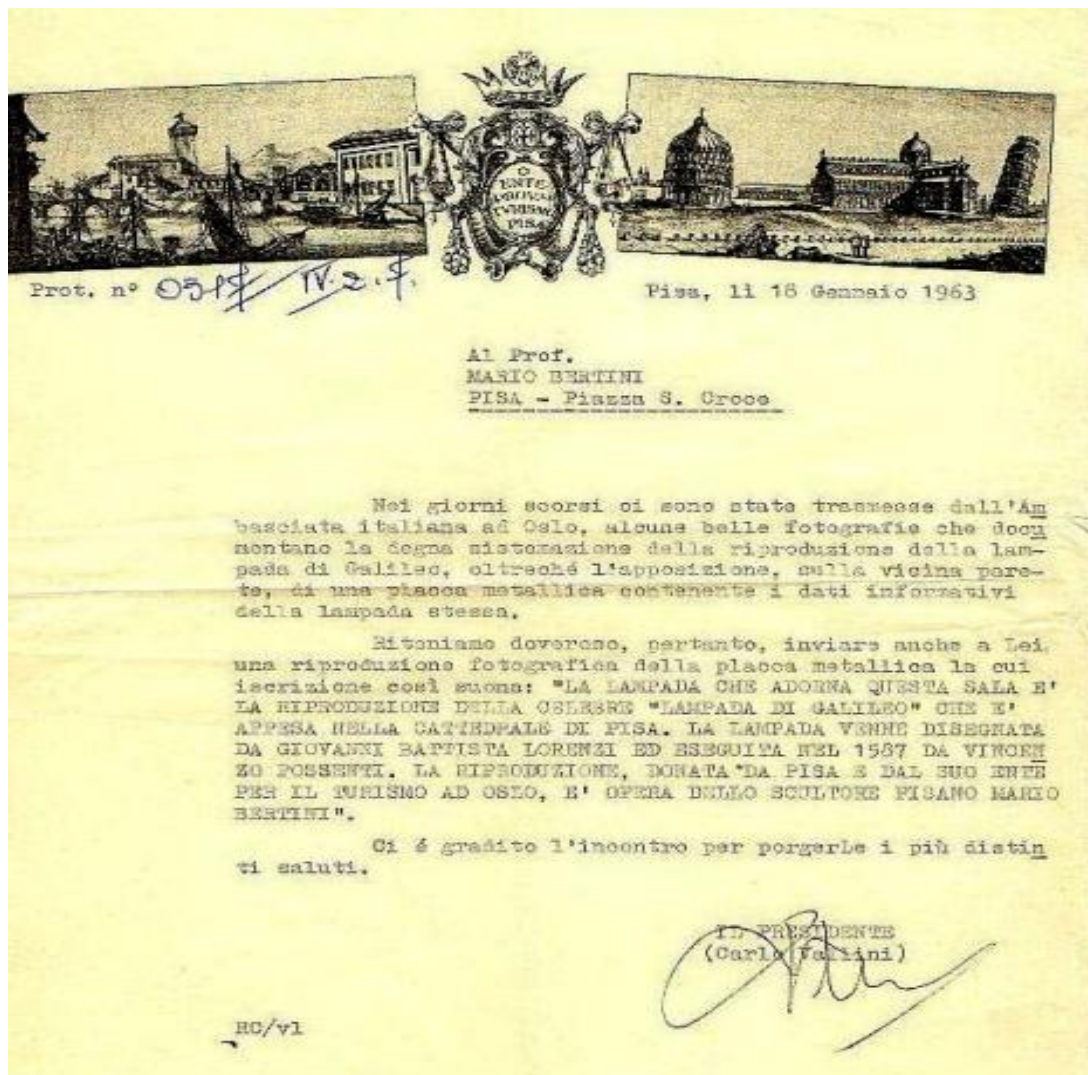 ENTE
PISA
Prot. nº
Pisa, li 18 Gennaio 1963
Al Prof.
MARIO BERTINI
PISA - Piazza S. Croce
Nei giorni scorsi ci sono state trasmesse dall'Am
basciata italiana ad Oslo, alcune belle fotografie che docu
mentano la degna sistemazione della riproduzione della lam-
pada di Galileo, oltreché l'apposizione, sulla vicina pare-
te, di una placca metallica contenente i dati informativi
della lampada stessa.
Riteniamo doveroso, pertanto, inviare anche a Lei
una riproduzione fotografica della placca metallica la cui
iscrizione così suona: "LA LAMPADA CHE ADORNA QUESTA SALA E'
LA RIPRODUZIONE DELLA CELEBRE "LAMPADA DI GALILEO" CHE E'
APPESA NELLA CATTEDRALE DI PISA. LA LAMPADA VENNE DISEGNATA
DA GIOVANNI BATTISTA LORENZI ED ESEGUITA NEL 1587 DA VINCEN
ZO POSSENTI. LA RIPRODUZIONE, DONATA DA PISA E DAL SUO ENTE
PER IL TURISMO AD OSLO, E' OPERA DELLO SCULTORE PISANO MARIO
BERTINI".
Ci é gradito l'incontro per porgerLe i più distin
ti saluti.
IL PRESIDENTE
(Carlo Vallini)
RC/vl